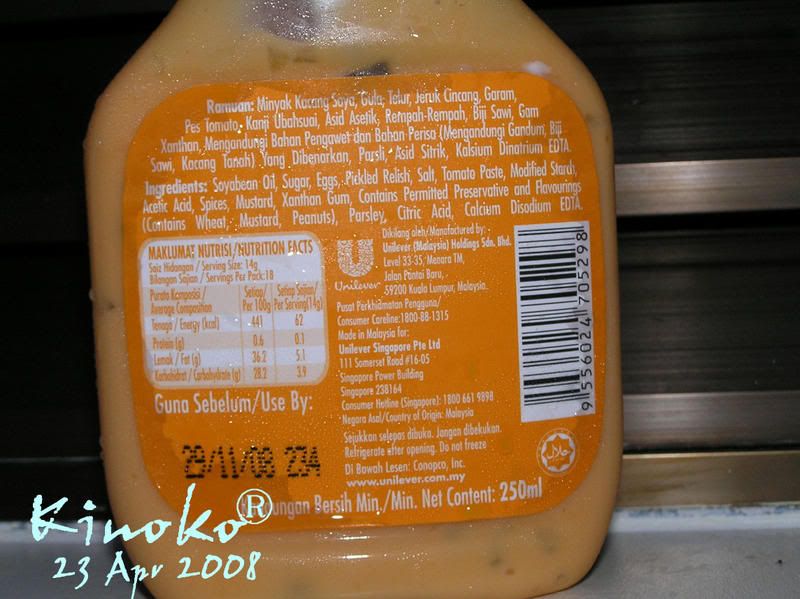 Ramuan: Minyak Kacang Soya, Gula, Telur, Jeruk Cincang, Garam,
Pes Tomato, Kanji Ubahsuai, Asid Asetik, Rempah-Rempah, Biji Sawi, Gam
Xanthan, Mengandungi Bahan Pengawet dan Bahan Perisa (Mengandungi Gandum, Biji
Sawi, Kacang Tanah) Yang Dibenarkan, Parsli, Asid Sitrik, Kalsium Dinatrium EDTA.
Ingredients: Soyabean Oil, Sugar, Eggs, Pickled Relish, Salt, Tomato Paste, Modified Starch,
Acetic Acid, Spices, Mustard, Xanthan Gum, Contains Permitted Preservative and Flavourings
(Contains Wheat, Mustard, Peanuts), Parsley, Citric Acid, Calcium Disodium EDTA.
MAKLUMAT NUTRISI/NUTRITION FACTS
Saiz Hidangan / Serving Size: 14g
Bilangan Sajian / Servings Per Pack:18
Purata Komposisi / Setiap/ Setiap Sajian/
Average Composition Per 100g Per Serving(14g)
Tenaga / Energy (kcal) 441 62
Protein (g) 0.6 0.1
Lemak / Fat (g) 36.2 5.1
Karbohidrat / Carbohydrate (g) 28.2 3.9
Guna Sebelum/Use By:
29/11/08 234
Unilever
Dikilang oleh/Manufactured by:
Unilever (Malaysia) Holdings Sdn. Bhd.
Level 33-35, Menara TM,
Jalan Pantai Baru,
59200 Kuala Lumpur, Malaysia.
Pusat Perkhidmatan Pengguna/
Consumer Careline:1800-88-1315
Made in Malaysia for:
Unilever Singapore Pte Ltd
111 Somerset Road #16-05
Singapore Power Building
Singapore 238164
Consumer Hotline (Singapore): 1800 661 9898
Negara Asal/Country of Origin: Malaysia
Sejukkan selepas dibuka. Jangan dibekukan.
Refrigerate after opening. Do not freeze
Di Bawah Lesen: Conopco, Inc.
www.unilever.com.my
Bersih Min./Min. Net Content: 250ml
9 556024 705298
حلال
Kinoko®
23 Apr 2008